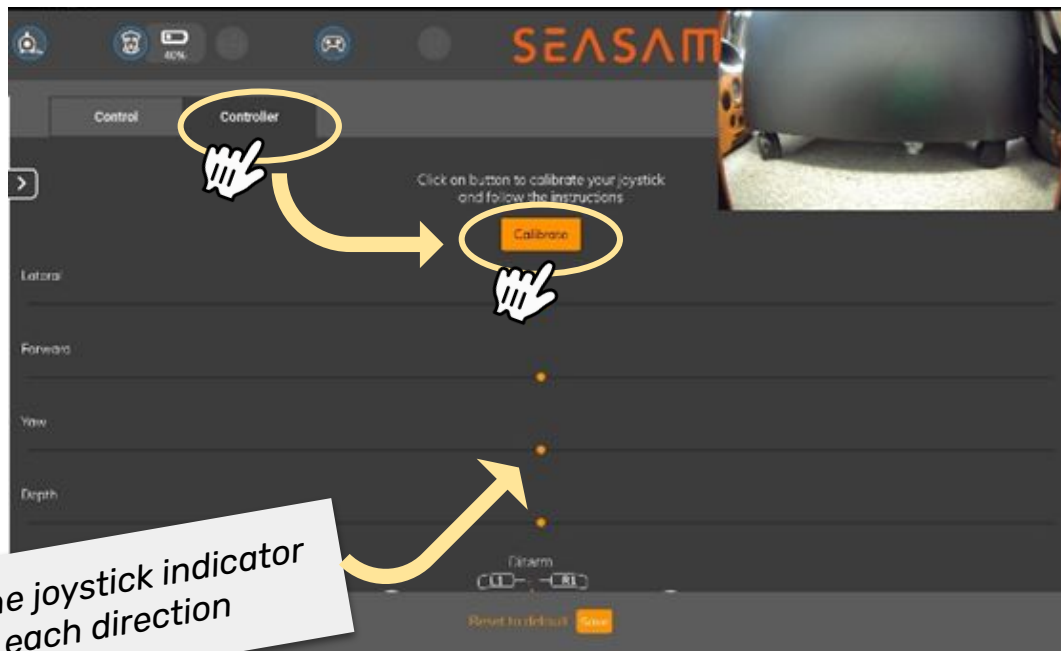 40%
SEASAM
Control
Controller
Click on button to calibrate your joystick
and follow the instructions
Calibrate
Lateral
Forward
Yaw
Depth
he joystick indicator
each direction
Disarm
L1 R1
Reset to default Save